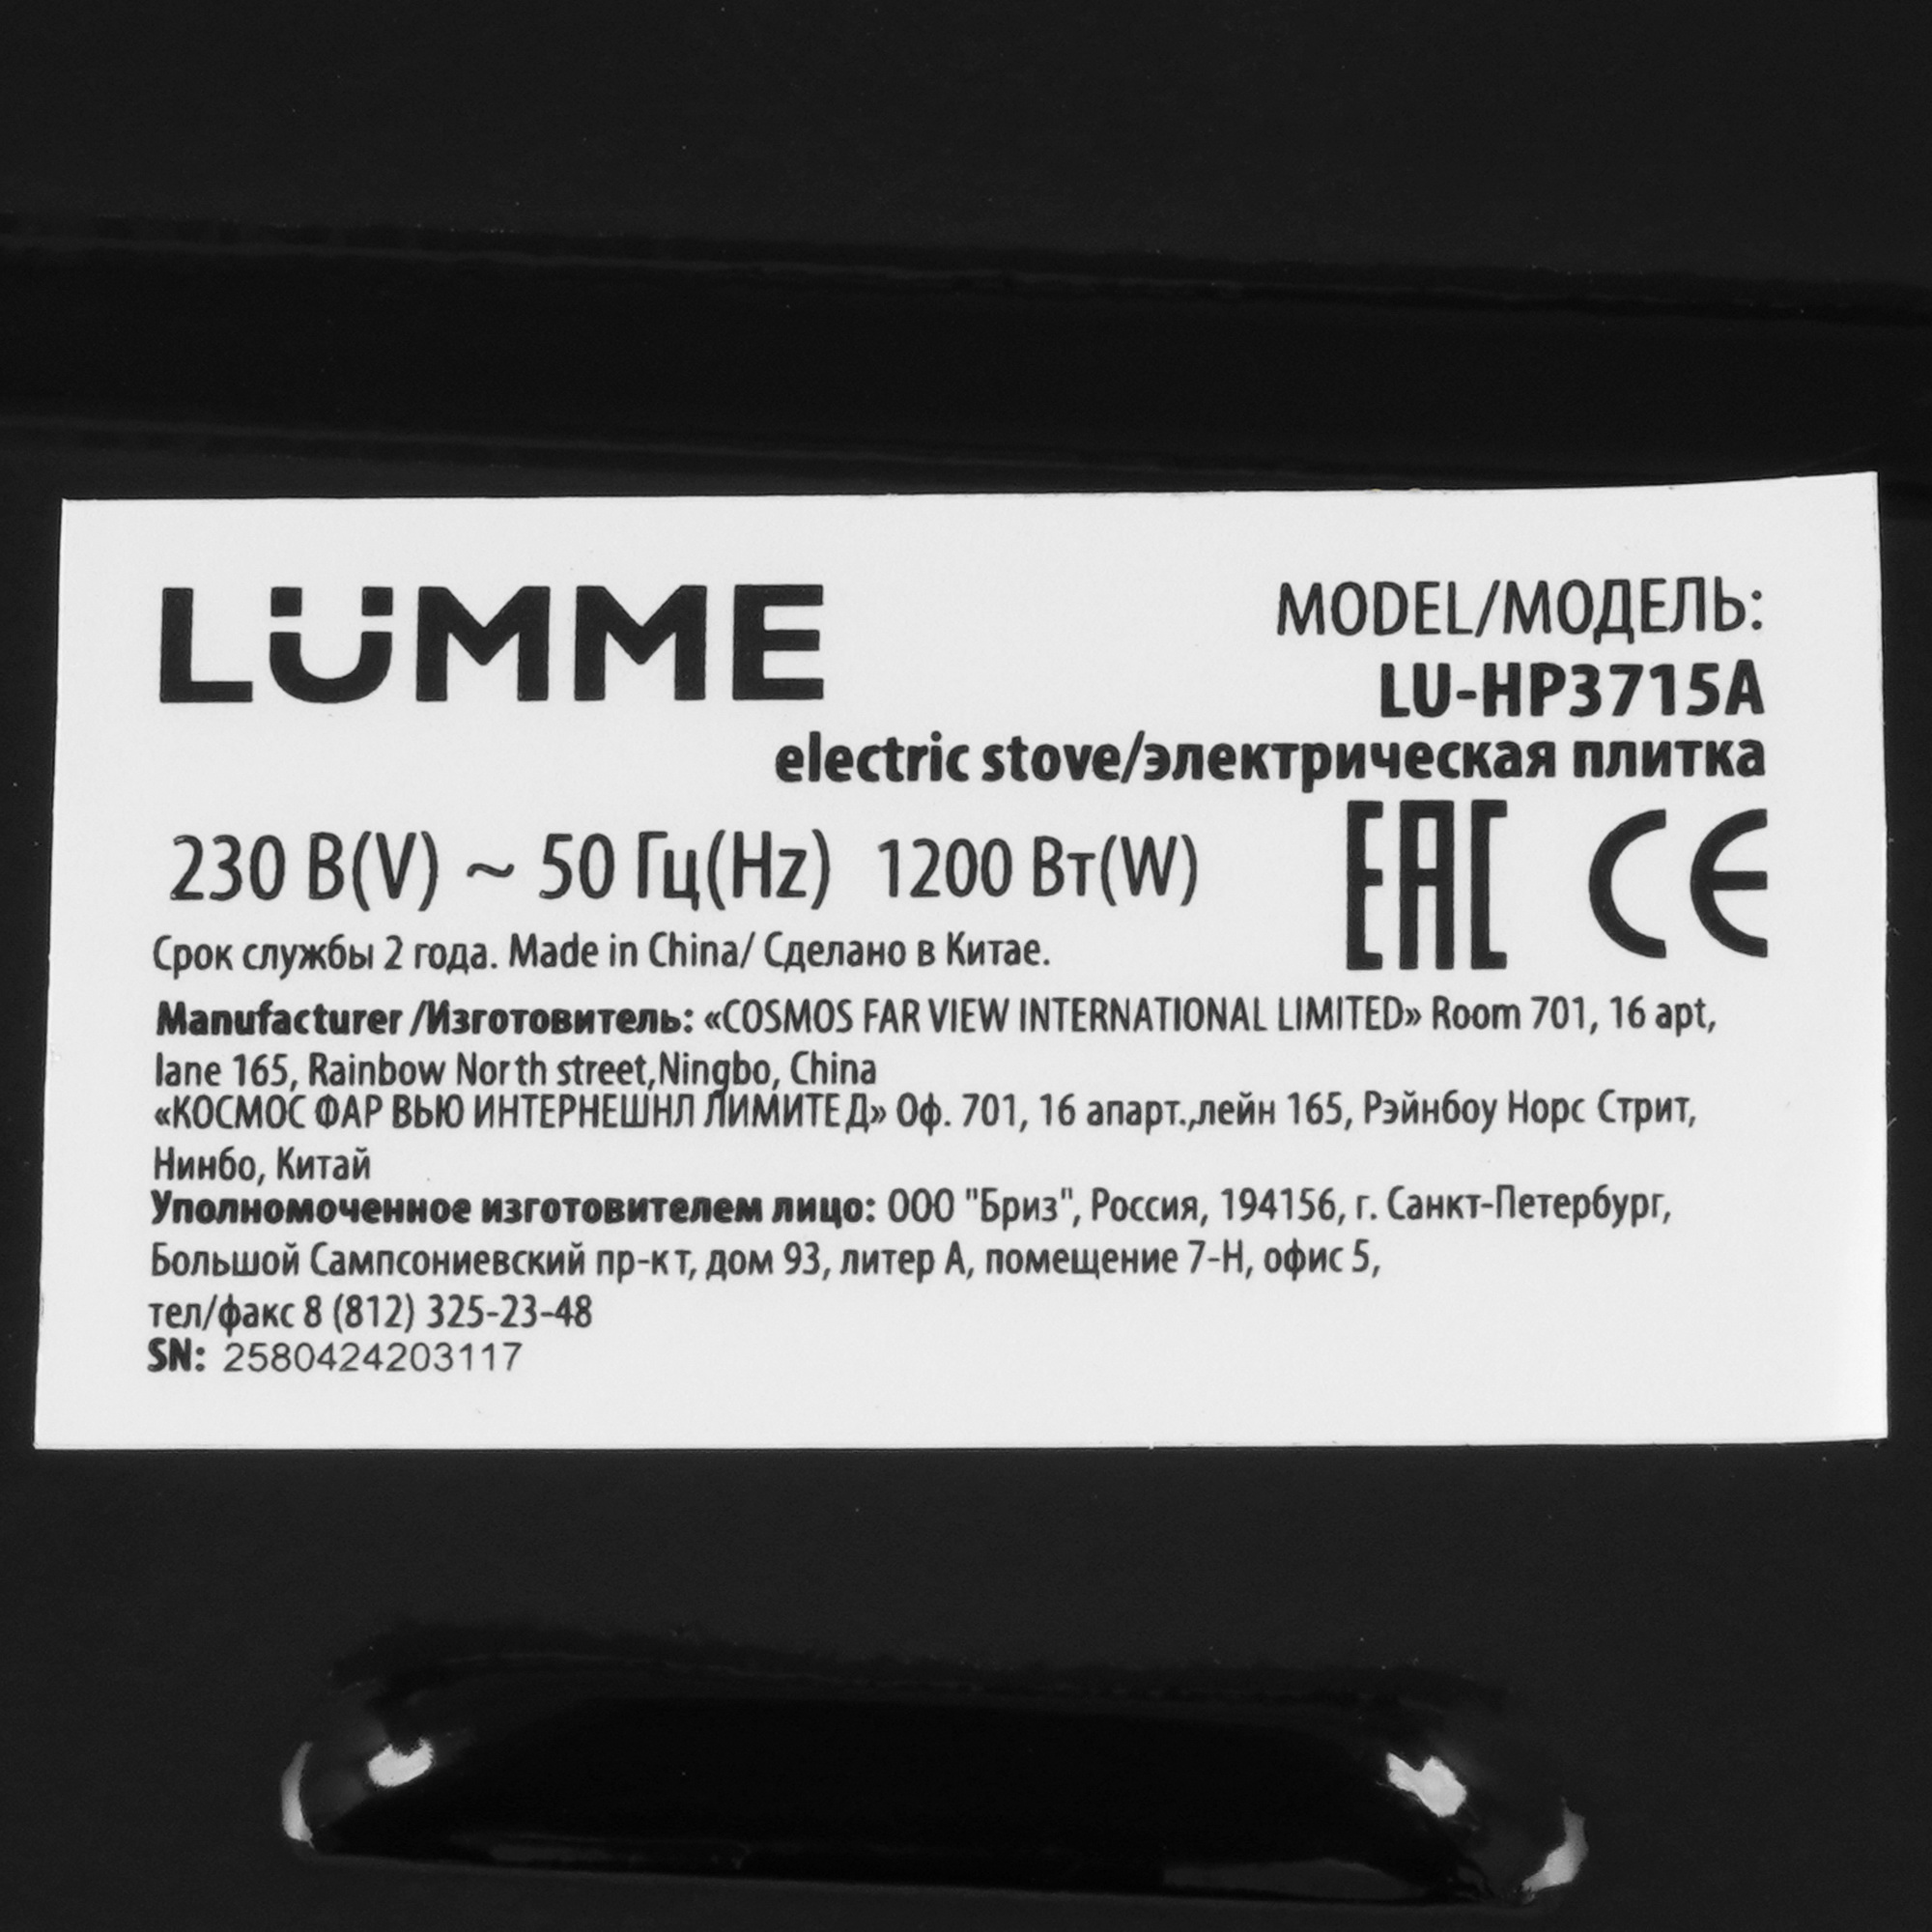 LÜMME
MODEL/МОДЕЛЬ:
LU-HP3715A
electric stove/электрическая плитка
230 В(V) ~ 50 Гц(Hz) 1200 Вт(W)
EAC CE
Срок службы 2 года. Made in China/ Сделано в Китае.
Manufacturer /Изготовитель: «COSMOS FAR VIEW INTERNATIONAL LIMITED» Room 701, 16 apt,
lane 165, Rainbow North street,Ningbo, China
«КОСМОС ФАР ВЬЮ ИНТЕРНЕШНЛ ЛИМИТЕД» Оф. 701, 16 апарт.,лейн 165, Рэйнбоу Норс Стрит,
Нинбо, Китай
Уполномоченное изготовителем лицо: ООО "Бриз", Россия, 194156, г. Санкт-Петербург,
Большой Сампсониевский пр-кт, дом 93, литер А, помещение 7-Н, офис 5,
тел/факс 8 (812) 325-23-48
SN: 2580424203117